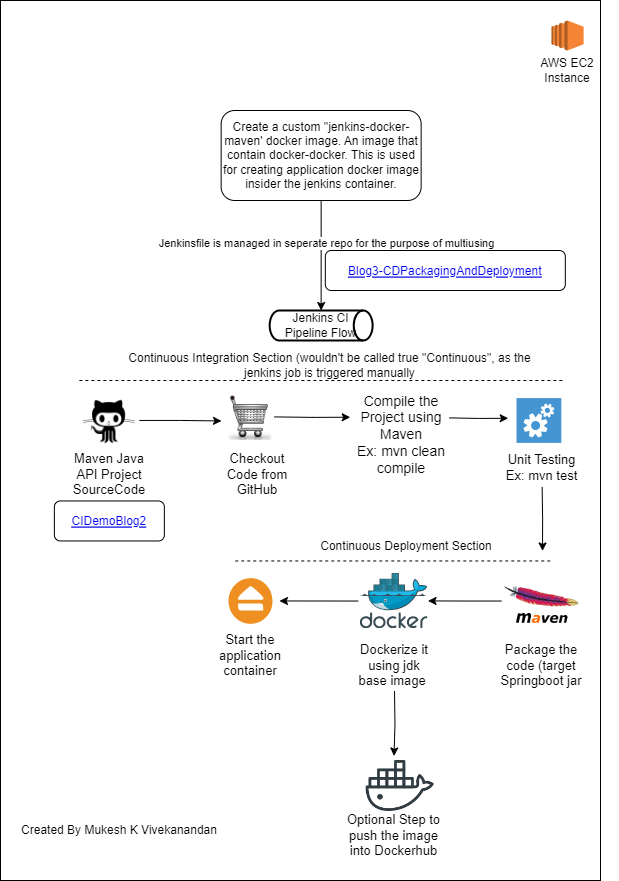 AWS EC2
Instance
Create a custom "jenkins-docker-
maven' docker image. An image that
contain docker-docker. This is used
for creating application docker image
insider the jenkins container.
Jenkinsfile is managed in seperate repo for the purpose of multiusing
Blog3-CDPackagingAndDeployment
Jenkins CI
Pipeline Flow
Continuous Integration Section (wouldn't be called true "Continuous", as the
jenkins job is triggered manually
Maven Java
API Project
SourceCode
CIDemoBlog2
Checkout
Code from
GitHub
Compile the
Project using
Maven
Ex: mvn clean
compile
Unit Testing
Ex: mvn test
Continuous Deployment Section
Start the
application
container
docker
Dockerize it
using jdk
base image
maven
Package the
code (target
Springboot jar
Optional Step to
push the image
into Dockerhub
Created By Mukesh K Vivekanandan